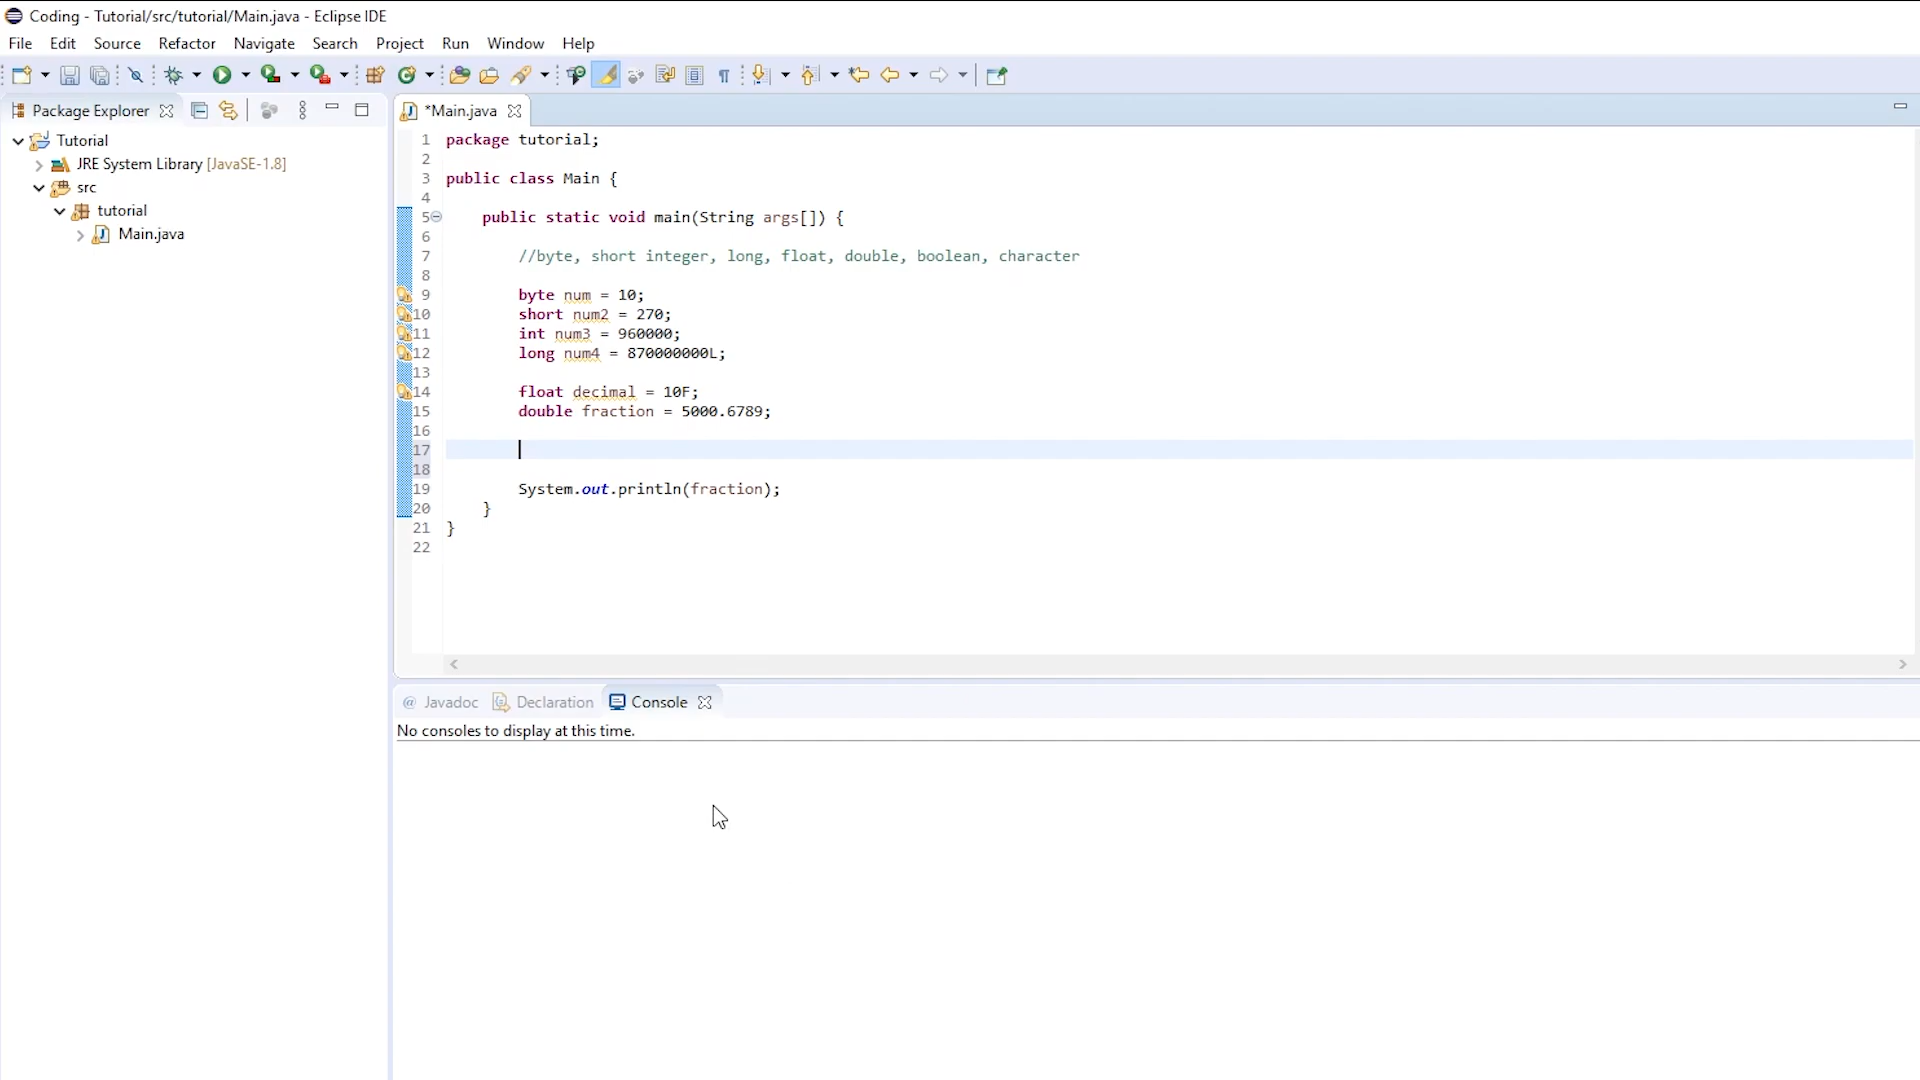 Coding - Tutorial/src/tutorial/Main.java - Eclipse IDE
File Edit Source Refactor Navigate Search Project Run Window Help
Package Explorer
*Main.java
Tutorial
JRE System Library [JavaSE-1.8]
src
tutorial
Main.java
1 package tutorial;
2
3 public class Main {
4
5 public static void main(String args[]) {
6
7 //byte, short integer, long, float, double, boolean, character
8
9 byte num = 10;
10 short num2 = 270;
11 int num3 = 960000;
12 long num4 = 870000000L;
13
14 float decimal = 10F;
15 double fraction = 5000.6789;
16
17
18
19 System.out.println(fraction);
20 }
21 }
22
@ Javadoc Declaration Console
No consoles to display at this time.